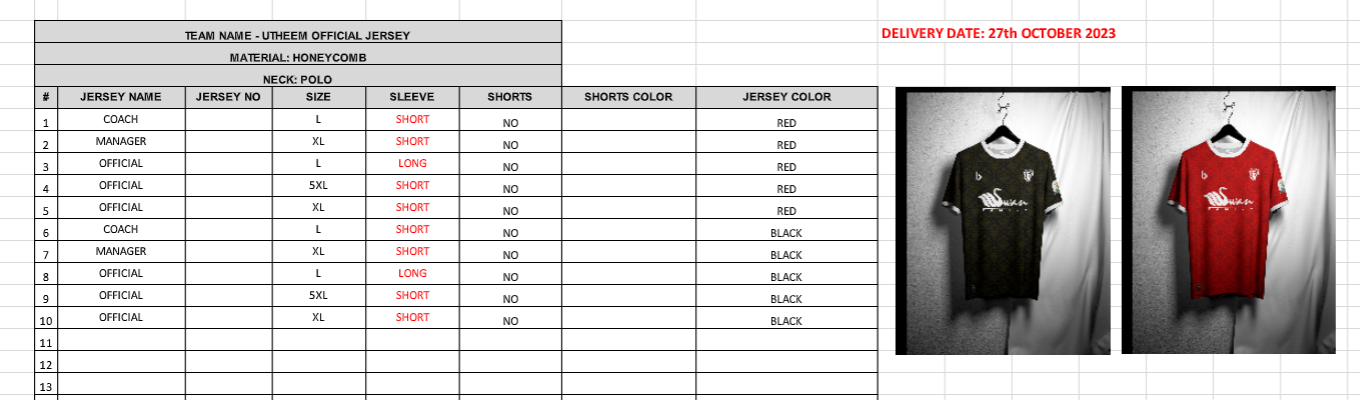 TEAM NAME - UTHEEM OFFICIAL JERSEY
DELIVERY DATE: 27th OCTOBER 2023
MATERIAL: HONEYCOMB
NECK: POLO
# JERSEY NAME JERSEY NO SIZE SLEEVE SHORTS SHORTS COLOR JERSEY COLOR
1 COACH L SHORT NO RED
2 MANAGER XL SHORT NO RED
3 OFFICIAL L LONG NO RED
4 OFFICIAL 5XL SHORT NO RED
5 OFFICIAL XL SHORT NO RED
6 COACH L SHORT NO BLACK
7 MANAGER XL SHORT NO BLACK
8 OFFICIAL L LONG NO BLACK
9 OFFICIAL 5XL SHORT NO BLACK
10 OFFICIAL XL SHORT NO BLACK
11
12
13
Swan
FAMILY
Swan
FAMILY